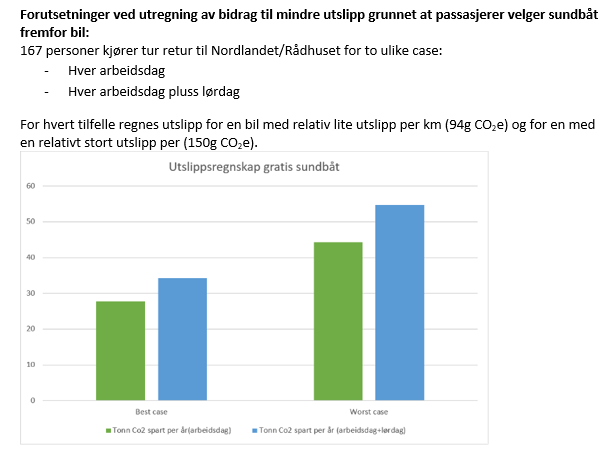 Forutsetninger ved utregning av bidrag til mindre utslipp grunnet at passasjerer velger sundbåt
fremfor bil:
167 personer kjører tur retur til Nordlandet/Rådhuset for to ulike case:
- Hver arbeidsdag
- Hver arbeidsdag pluss lørdag
For hvert tilfelle regnes utslipp for en bil med relativ lite utslipp per km (94g CO₂e) og for en med
en relativt stort utslipp per (150g CO₂e).
Utslippsregnskap gratis sundbåt
60
50
40
30
20
10
0
Best case Worst case
Tonn Co2 spart per år(arbeidsdag) Tonn Co2 spart per år (arbeidsdag+lørdag)